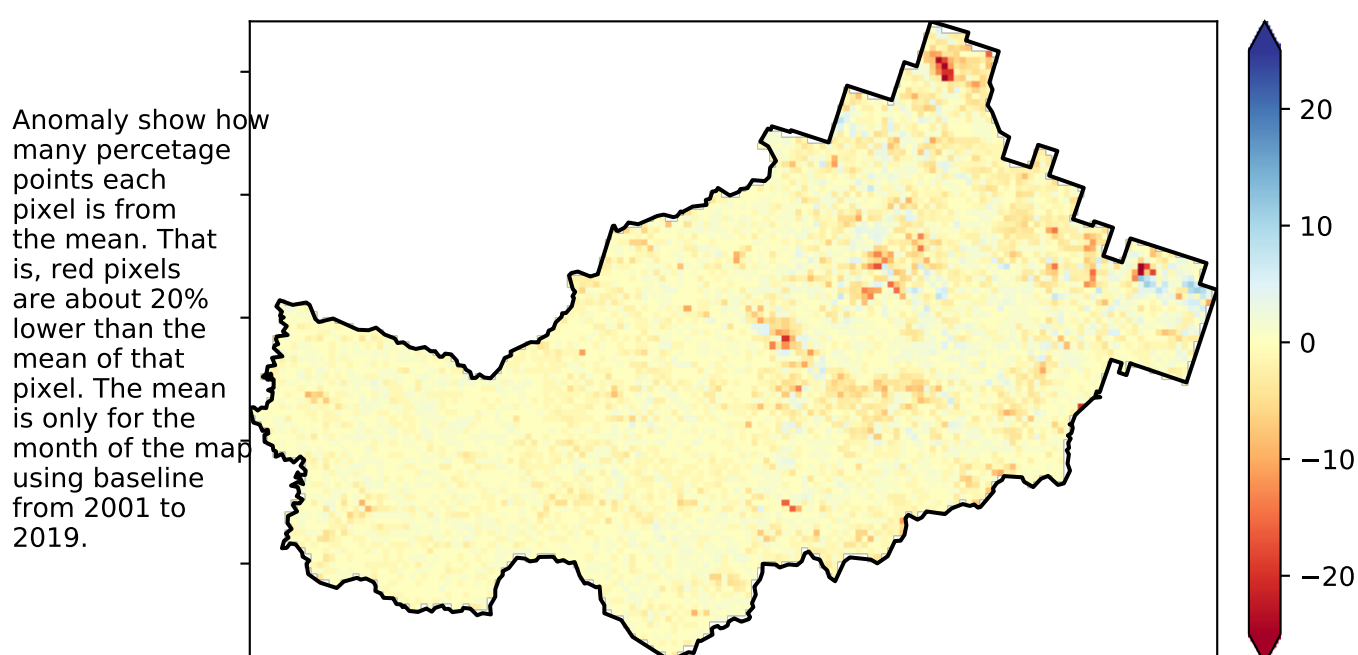 Anomaly show how
many percetage
points each
pixel is from
the mean. That
is, red pixels
are about 20%
lower than the
mean of that
pixel. The mean
is only for the
month of the map
using baseline
from 2001 to
2019.
20
10
0
−10
−20